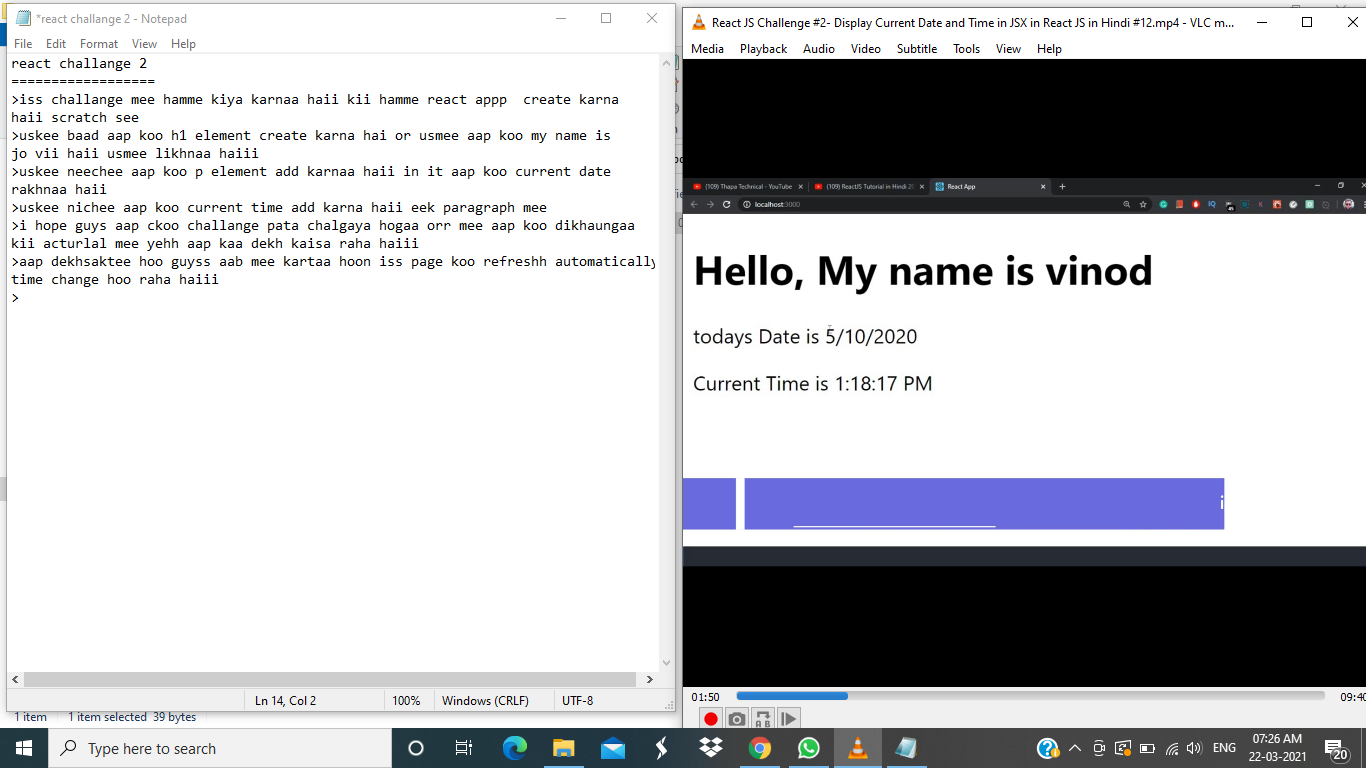 *react challange 2 - Notepad
File Edit Format View Help
react challange 2
==================
>iss challange mee hamme kiya karnaa haii kii hamme react appp  create karna
haii scratch see
>uskee baad aap koo h1 element create karna hai or usmee aap koo my name is
jo vii haii usmee likhnaa haiii
>uskee neechee aap koo p element add karnaa haii in it aap koo current date
rakhnaa haii
>uskee nichee aap koo current time add karna haii eek paragraph mee
>i hope guys aap ckoo challange pata chalgaya hogaa orr mee aap koo dikhaungaa
kii acturlal mee yehh aap kaa dekh kaisa raha haiii
>aap dekhsaktee hoo guyss aab mee kartaa hoon iss page koo refreshh automatically
time change hoo raha haiii
>
Ln 14, Col 2 100% Windows (CRLF) UTF-8
1 item 1 item selected 39 bytes
React JS Challenge #2- Display Current Date and Time in JSX in React JS in Hindi #12.mp4 - VLC m...
Media Playback Audio Video Subtitle Tools View Help
(109) Thapa Technical - YouTube (109) ReactJS Tutorial in Hindi 20 React App
localhost:3000
Hello, My name is vinod
todays Date is 5/10/2020
Current Time is 1:18:17 PM
i
01:50 09:40
Type here to search
ENG 07:26 AM
22-03-2021
20